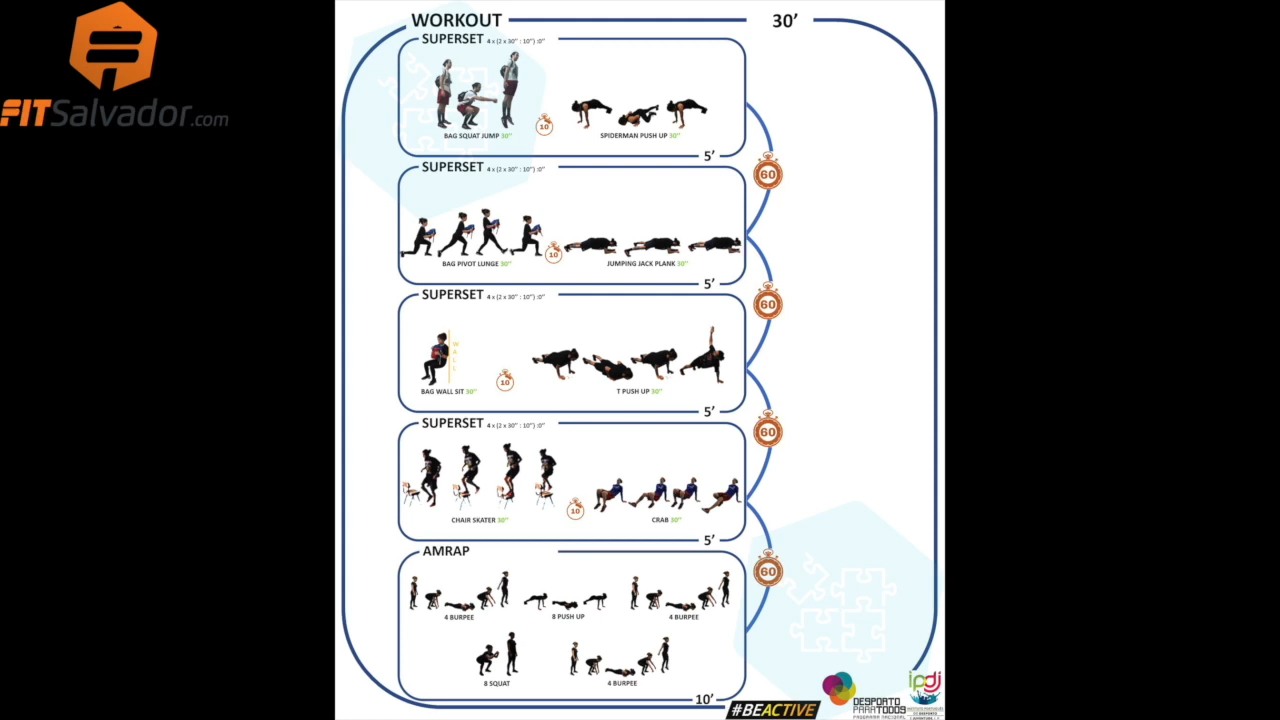 FITSalvador.com
WORKOUT 30'
SUPERSET 4 x (2 x 30'' : 10'') :0''
10'
BAG SQUAT JUMP 30'' SPIDERMAN PUSH UP 30''
5'
60
SUPERSET 4 x (2 x 30'' : 10'') :0''
10'
BAG PIVOT LUNGE 30'' JUMPING JACK PLANK 30''
5'
60
SUPERSET 4 x (2 x 30'' : 10'') :0''
WALL
10
BAG WALL SIT 30'' T PUSH UP 30''
5'
60
SUPERSET 4 x (2 x 30'' : 10'') :0''
10'
CHAIR SKATER 30'' CRAB 30''
5'
AMRAP
60
4 BURPEE 8 PUSH UP 4 BURPEE
8 SQUAT 4 BURPEE
10'
#BEACTIVE
DESPORTO
PARATODOS
PROGRAMA NACIONAL
ipdj